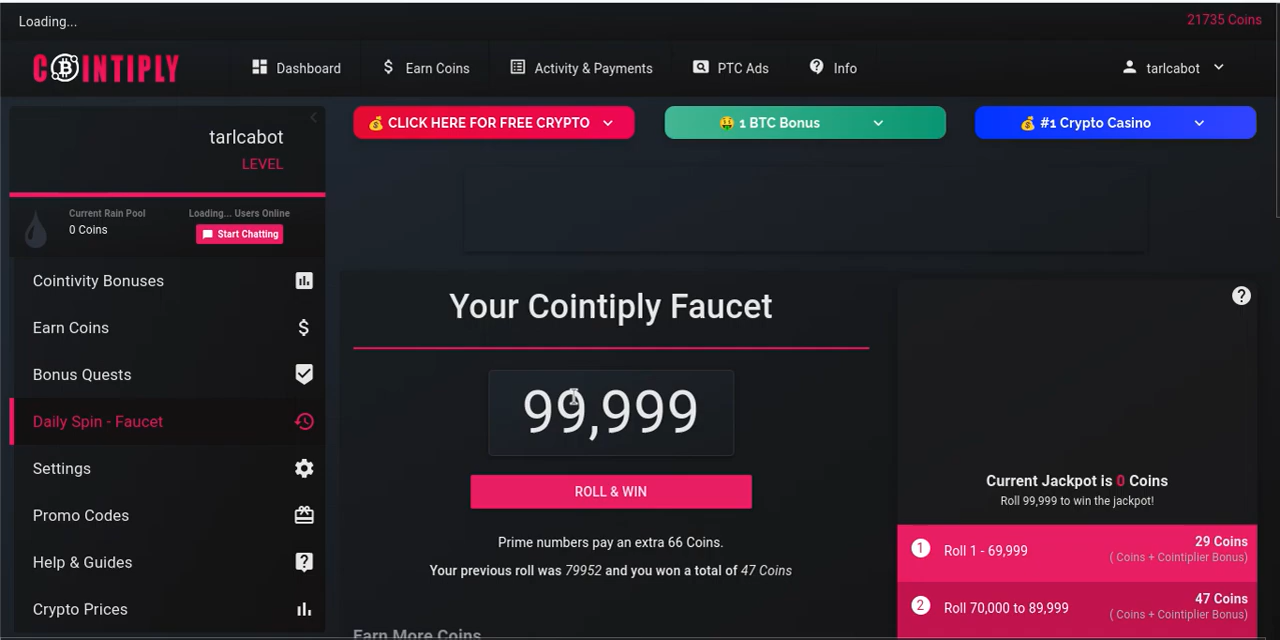 Loading...
21735 Coins
COINTIPLY
Dashboard
Earn Coins
Activity & Payments
PTC Ads
Info
tarlcabot
tarlcabot
LEVEL
Current Rain Pool
0 Coins
Loading... Users Online
Start Chatting
Cointivity Bonuses
Earn Coins
Bonus Quests
Daily Spin - Faucet
Settings
Promo Codes
Help & Guides
Crypto Prices
CLICK HERE FOR FREE CRYPTO
1 BTC Bonus
#1 Crypto Casino
Your Cointiply Faucet
99,999
ROLL & WIN
Prime numbers pay an extra 66 Coins.
Your previous roll was 79952 and you won a total of 47 Coins
Earn More Coins
Current Jackpot is 0 Coins
Roll 99,999 to win the jackpot!
1 Roll 1 - 69,999
29 Coins
( Coins + Cointiplier Bonus)
2 Roll 70,000 to 89,999
47 Coins
( Coins + Cointiplier Bonus)